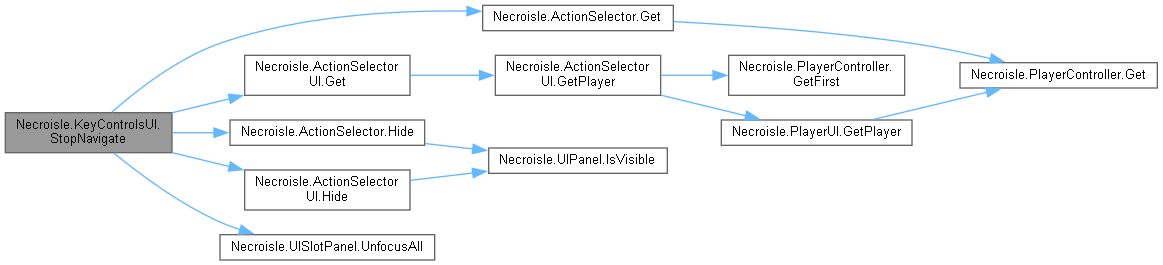 Necroisle.ActionSelector.Get
Necroisle.ActionSelector
UI.Get
Necroisle.ActionSelector
UI.GetPlayer
Necroisle.PlayerController.
GetFirst
Necroisle.PlayerController.Get
Necroisle.KeyControlsUI.
StopNavigate
Necroisle.ActionSelector.Hide
Necroisle.PlayerUI.GetPlayer
Necroisle.UIPanel.IsVisible
Necroisle.ActionSelector
UI.Hide
Necroisle.UISlotPanel.UnfocusAll